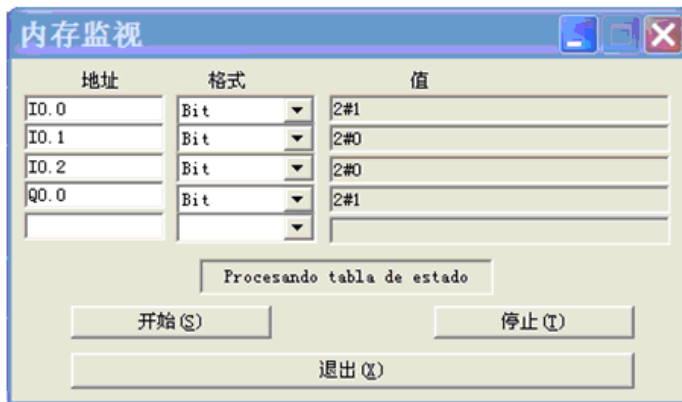 内存监视
地址 格式 值
I0.0 Bit 2#1
I0.1 Bit 2#0
I0.2 Bit 2#0
Q0.0 Bit 2#1
Procesando tabla de estado
开始(S) 停止(T)
退出(X)